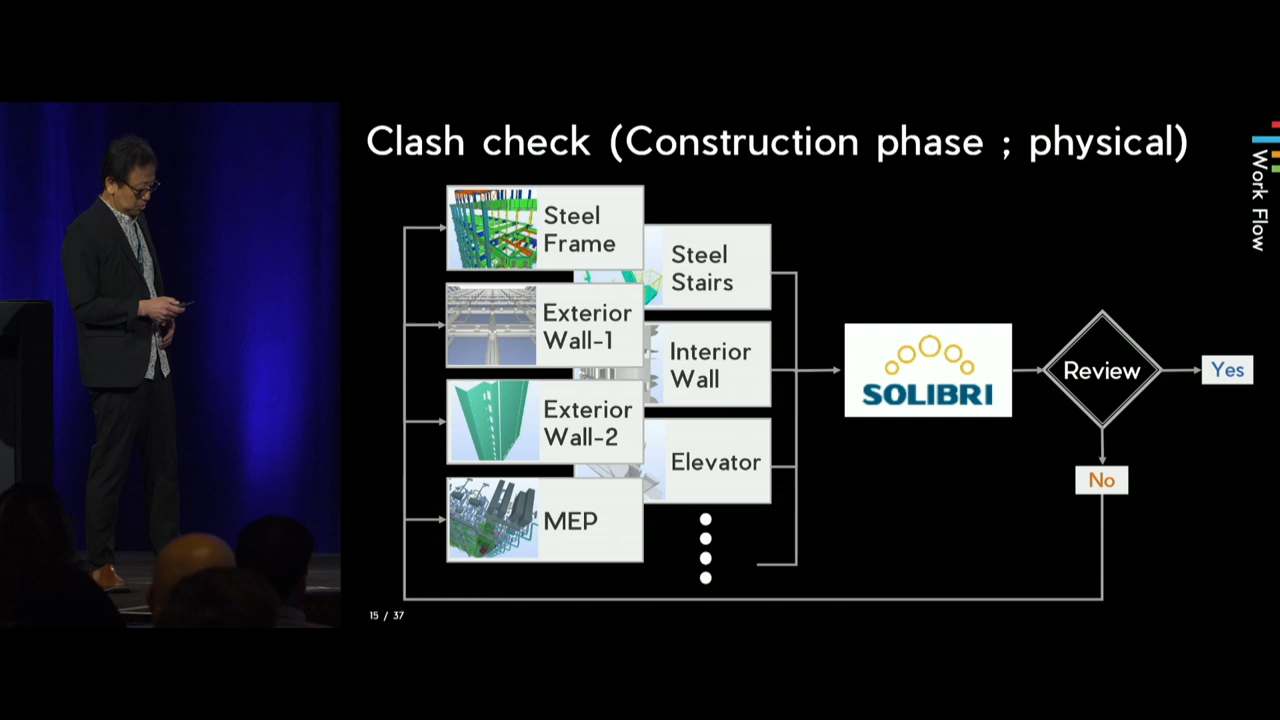 Clash check (Construction phase ; physical)
Work Flow
Steel
Frame
Steel
Stairs
Exterior
Wall-1
Interior
Wall
Exterior
Wall-2
Elevator
MEP
SOLIBRI
Review
Yes
No
15 / 37